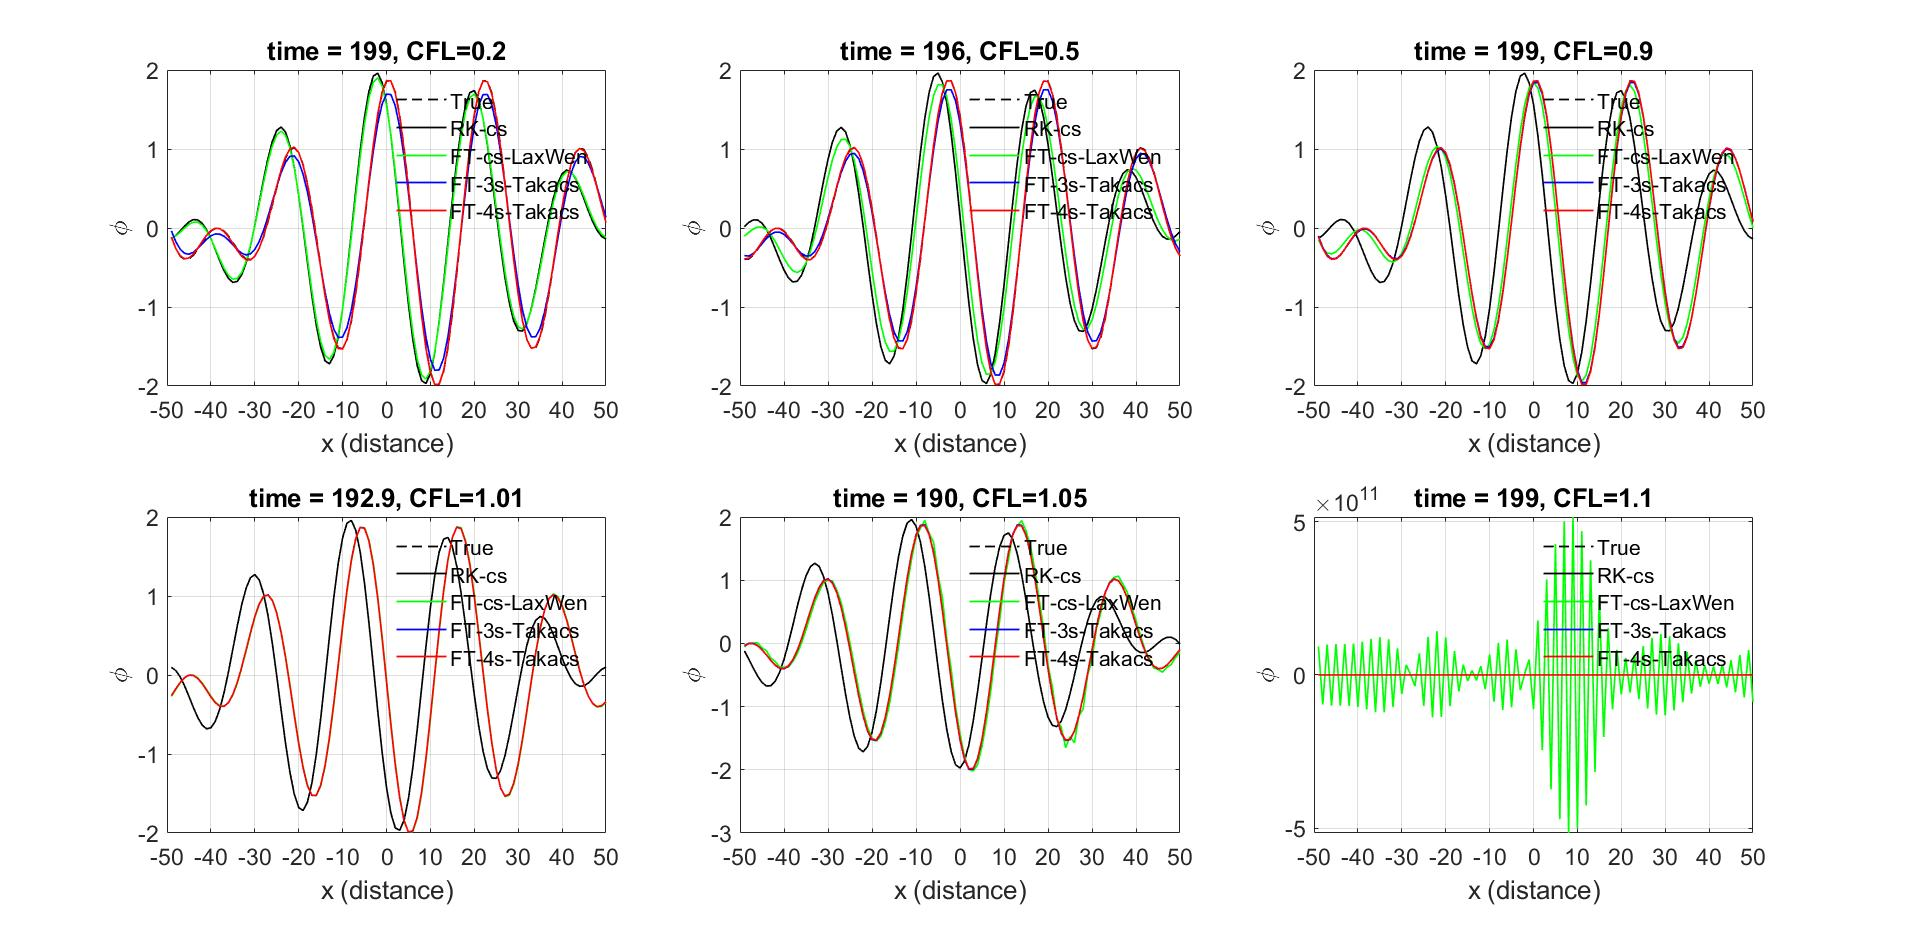 time = 199, CFL=0.2
2
1
0
-1
-2
ϕ
-50 -40 -30 -20 -10 0 10 20 30 40 50
x (distance)
True
RK-cs
FT-cs-LaxWen
FT-3s-Takacs
FT-4s-Takacs
time = 196, CFL=0.5
2
1
0
-1
-2
ϕ
-50 -40 -30 -20 -10 0 10 20 30 40 50
x (distance)
True
RK-cs
FT-cs-LaxWen
FT-3s-Takacs
FT-4s-Takacs
time = 199, CFL=0.9
2
1
0
-1
-2
ϕ
-50 -40 -30 -20 -10 0 10 20 30 40 50
x (distance)
True
RK-cs
FT-cs-LaxWen
FT-3s-Takacs
FT-4s-Takacs
time = 192.9, CFL=1.01
2
1
0
-1
-2
ϕ
-50 -40 -30 -20 -10 0 10 20 30 40 50
x (distance)
True
RK-cs
FT-cs-LaxWen
FT-3s-Takacs
FT-4s-Takacs
time = 190, CFL=1.05
2
1
0
-1
-2
-3
ϕ
-50 -40 -30 -20 -10 0 10 20 30 40 50
x (distance)
True
RK-cs
FT-cs-LaxWen
FT-3s-Takacs
FT-4s-Takacs
×10¹¹ time = 199, CFL=1.1
5
0
-5
ϕ
-50 -40 -30 -20 -10 0 10 20 30 40 50
x (distance)
True
RK-cs
FT-cs-LaxWen
FT-3s-Takacs
FT-4s-Takacs